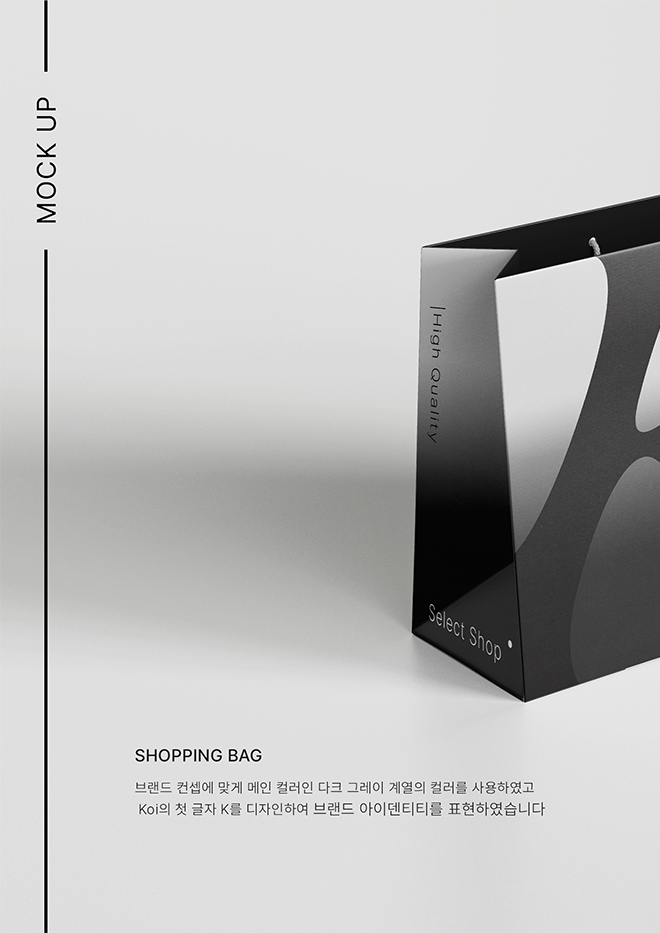 MOCK UP
|High Quality
Select Shop
SHOPPING BAG
브랜드 컨셉에 맞게 메인 컬러인 다크 그레이 계열의 컬러를 사용하였고
Koi의 첫 글자 K를 디자인하여 브랜드 아이덴티티를 표현하였습니다